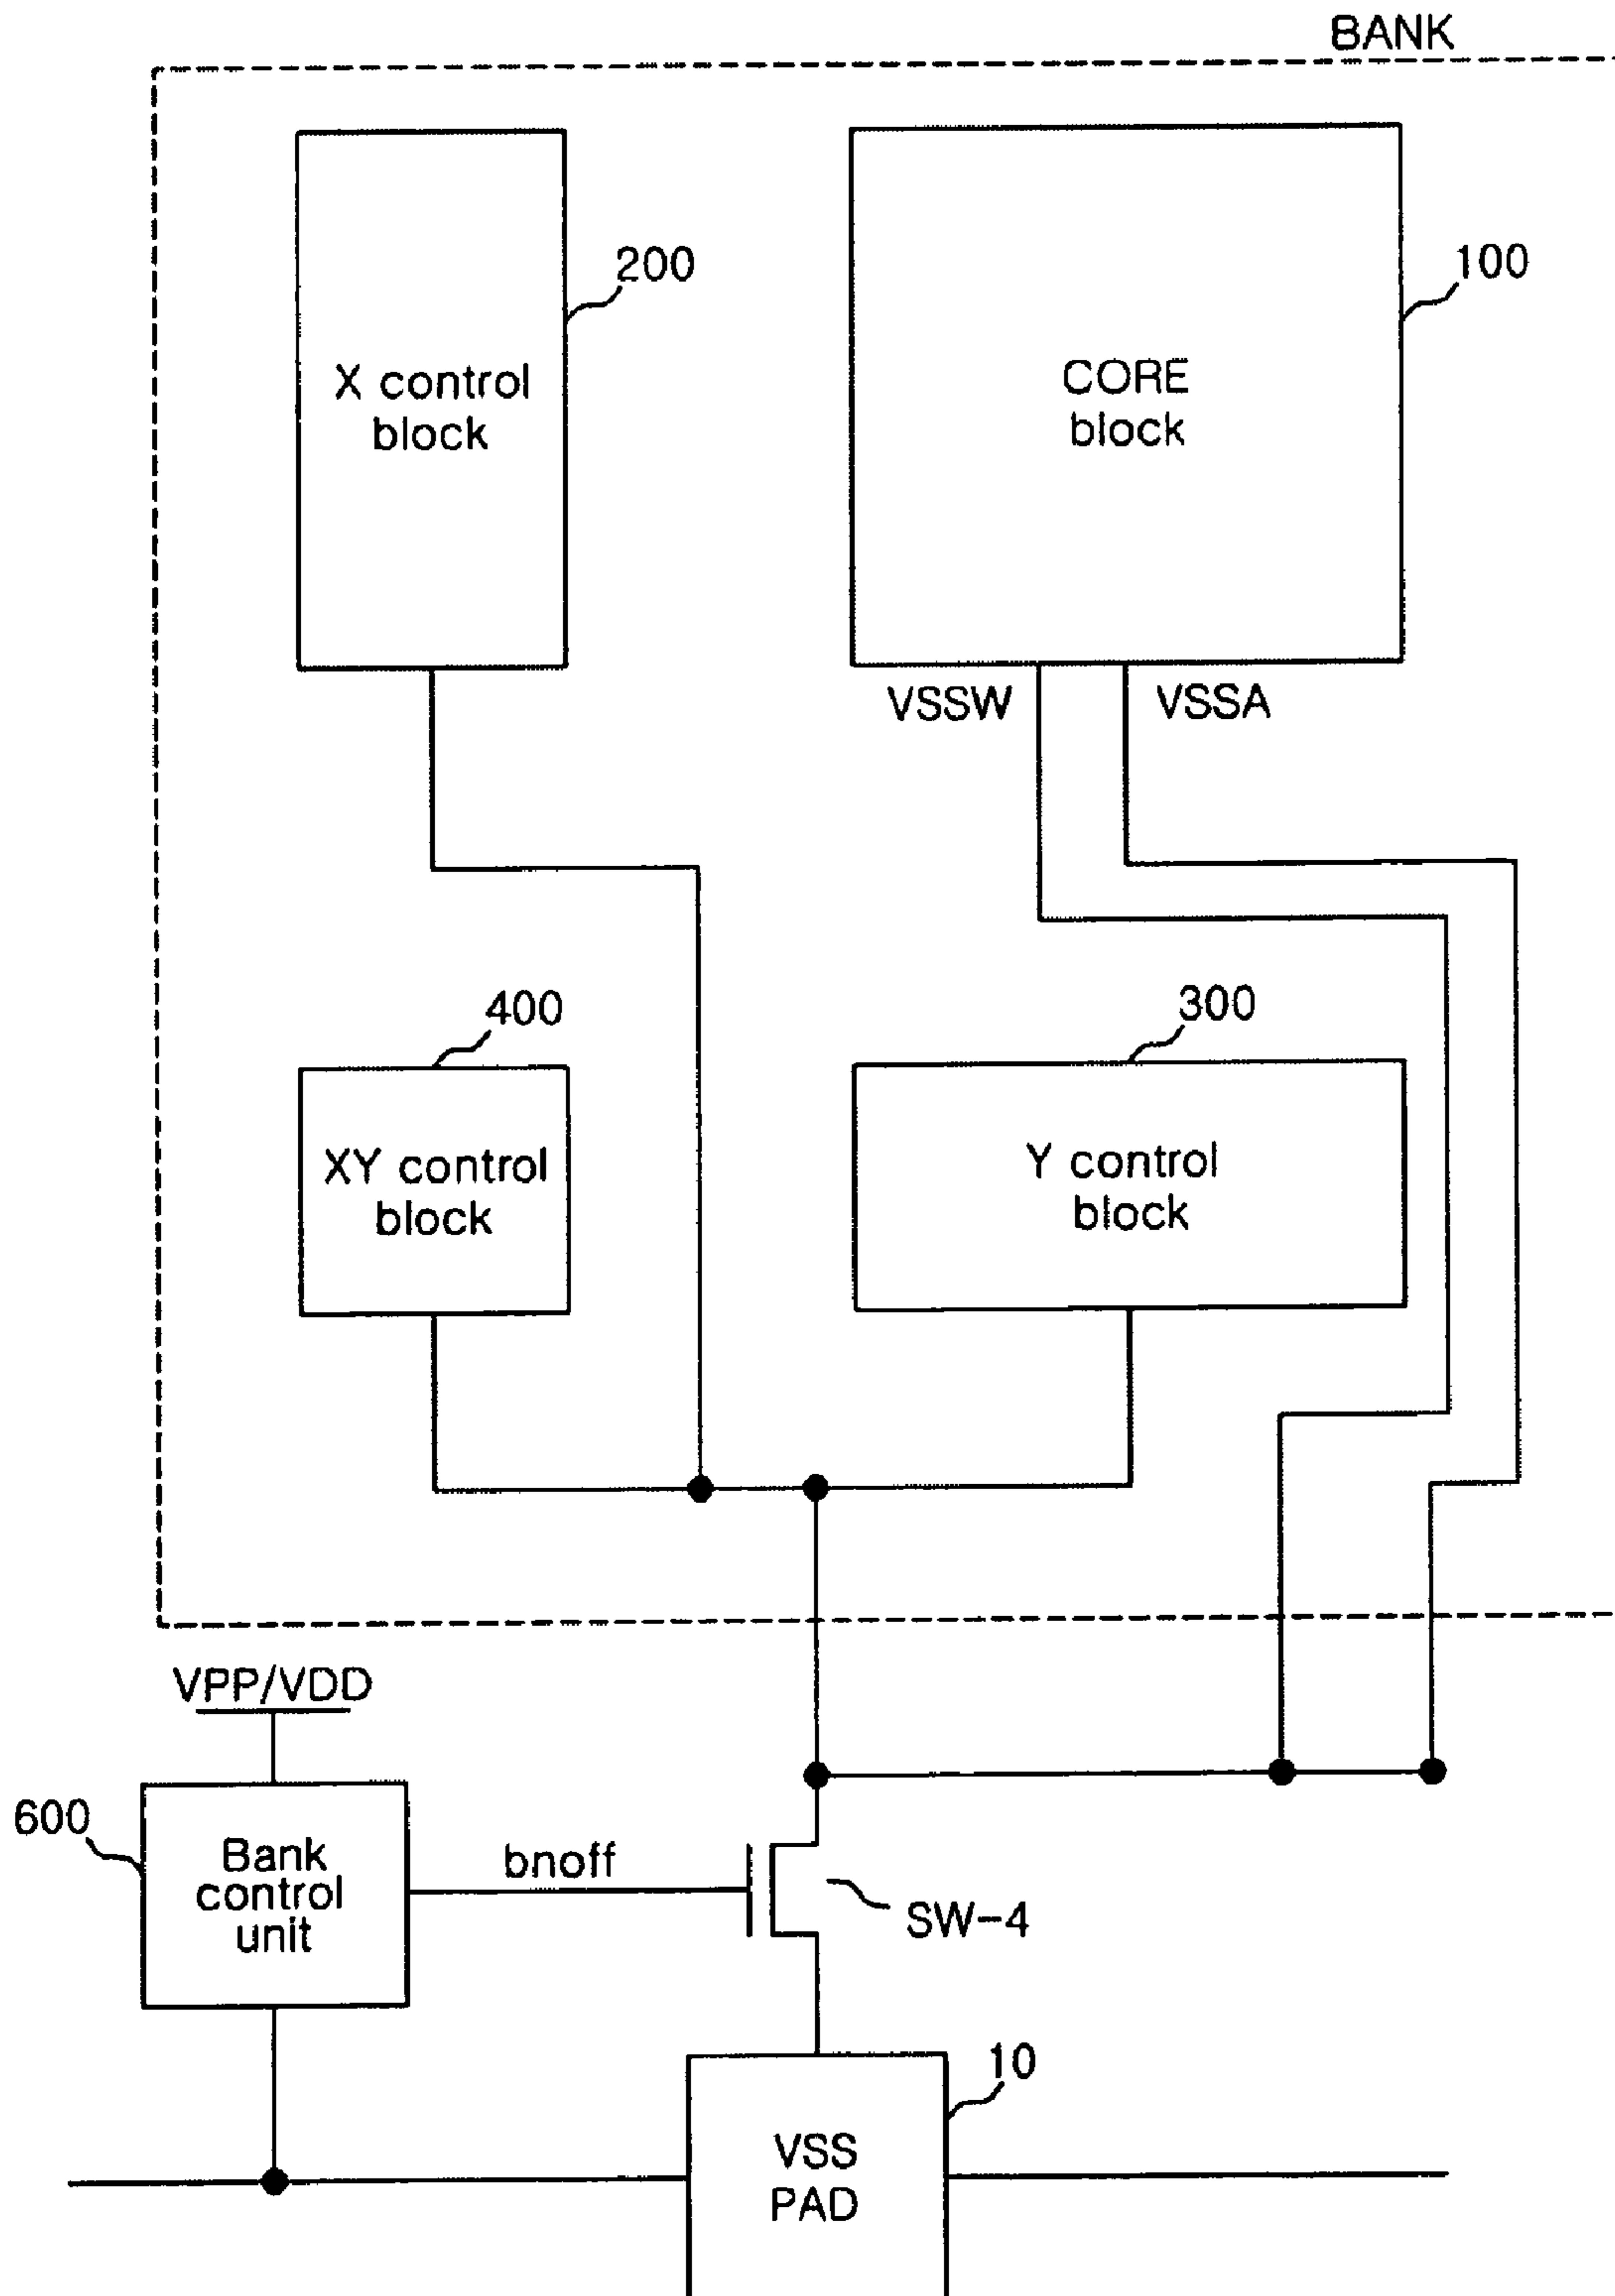 BANK
200
100
X control
block
CORE
block
VSSW
VSSA
400
300
XY control
block
Y control
block
VPP/VDD
600
Bank
control
unit
bnoff
SW-4
10
VSS
PAD